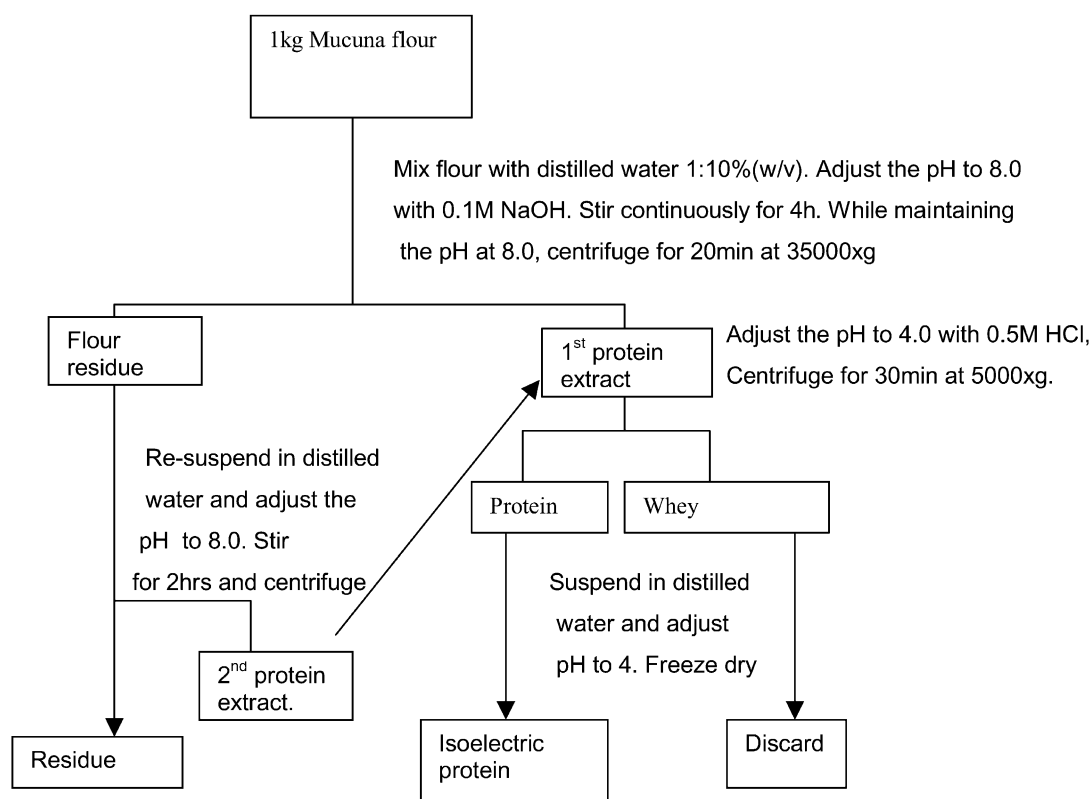 1kg Mucuna flour
Mix flour with distilled water 1:10%(w/v). Adjust the pH to 8.0
with 0.1M NaOH. Stir continuously for 4h. While maintaining
the pH at 8.0, centrifuge for 20min at 35000xg
Flour
residue
1st protein
extract
Adjust the pH to 4.0 with 0.5M HCl,
Centrifuge for 30min at 5000xg.
Re-suspend in distilled
water and adjust the
pH to 8.0. Stir
for 2hrs and centrifuge
Protein
Whey
Suspend in distilled
water and adjust
pH to 4. Freeze dry
2nd protein
extract.
Residue
Isoelectric
protein
Discard